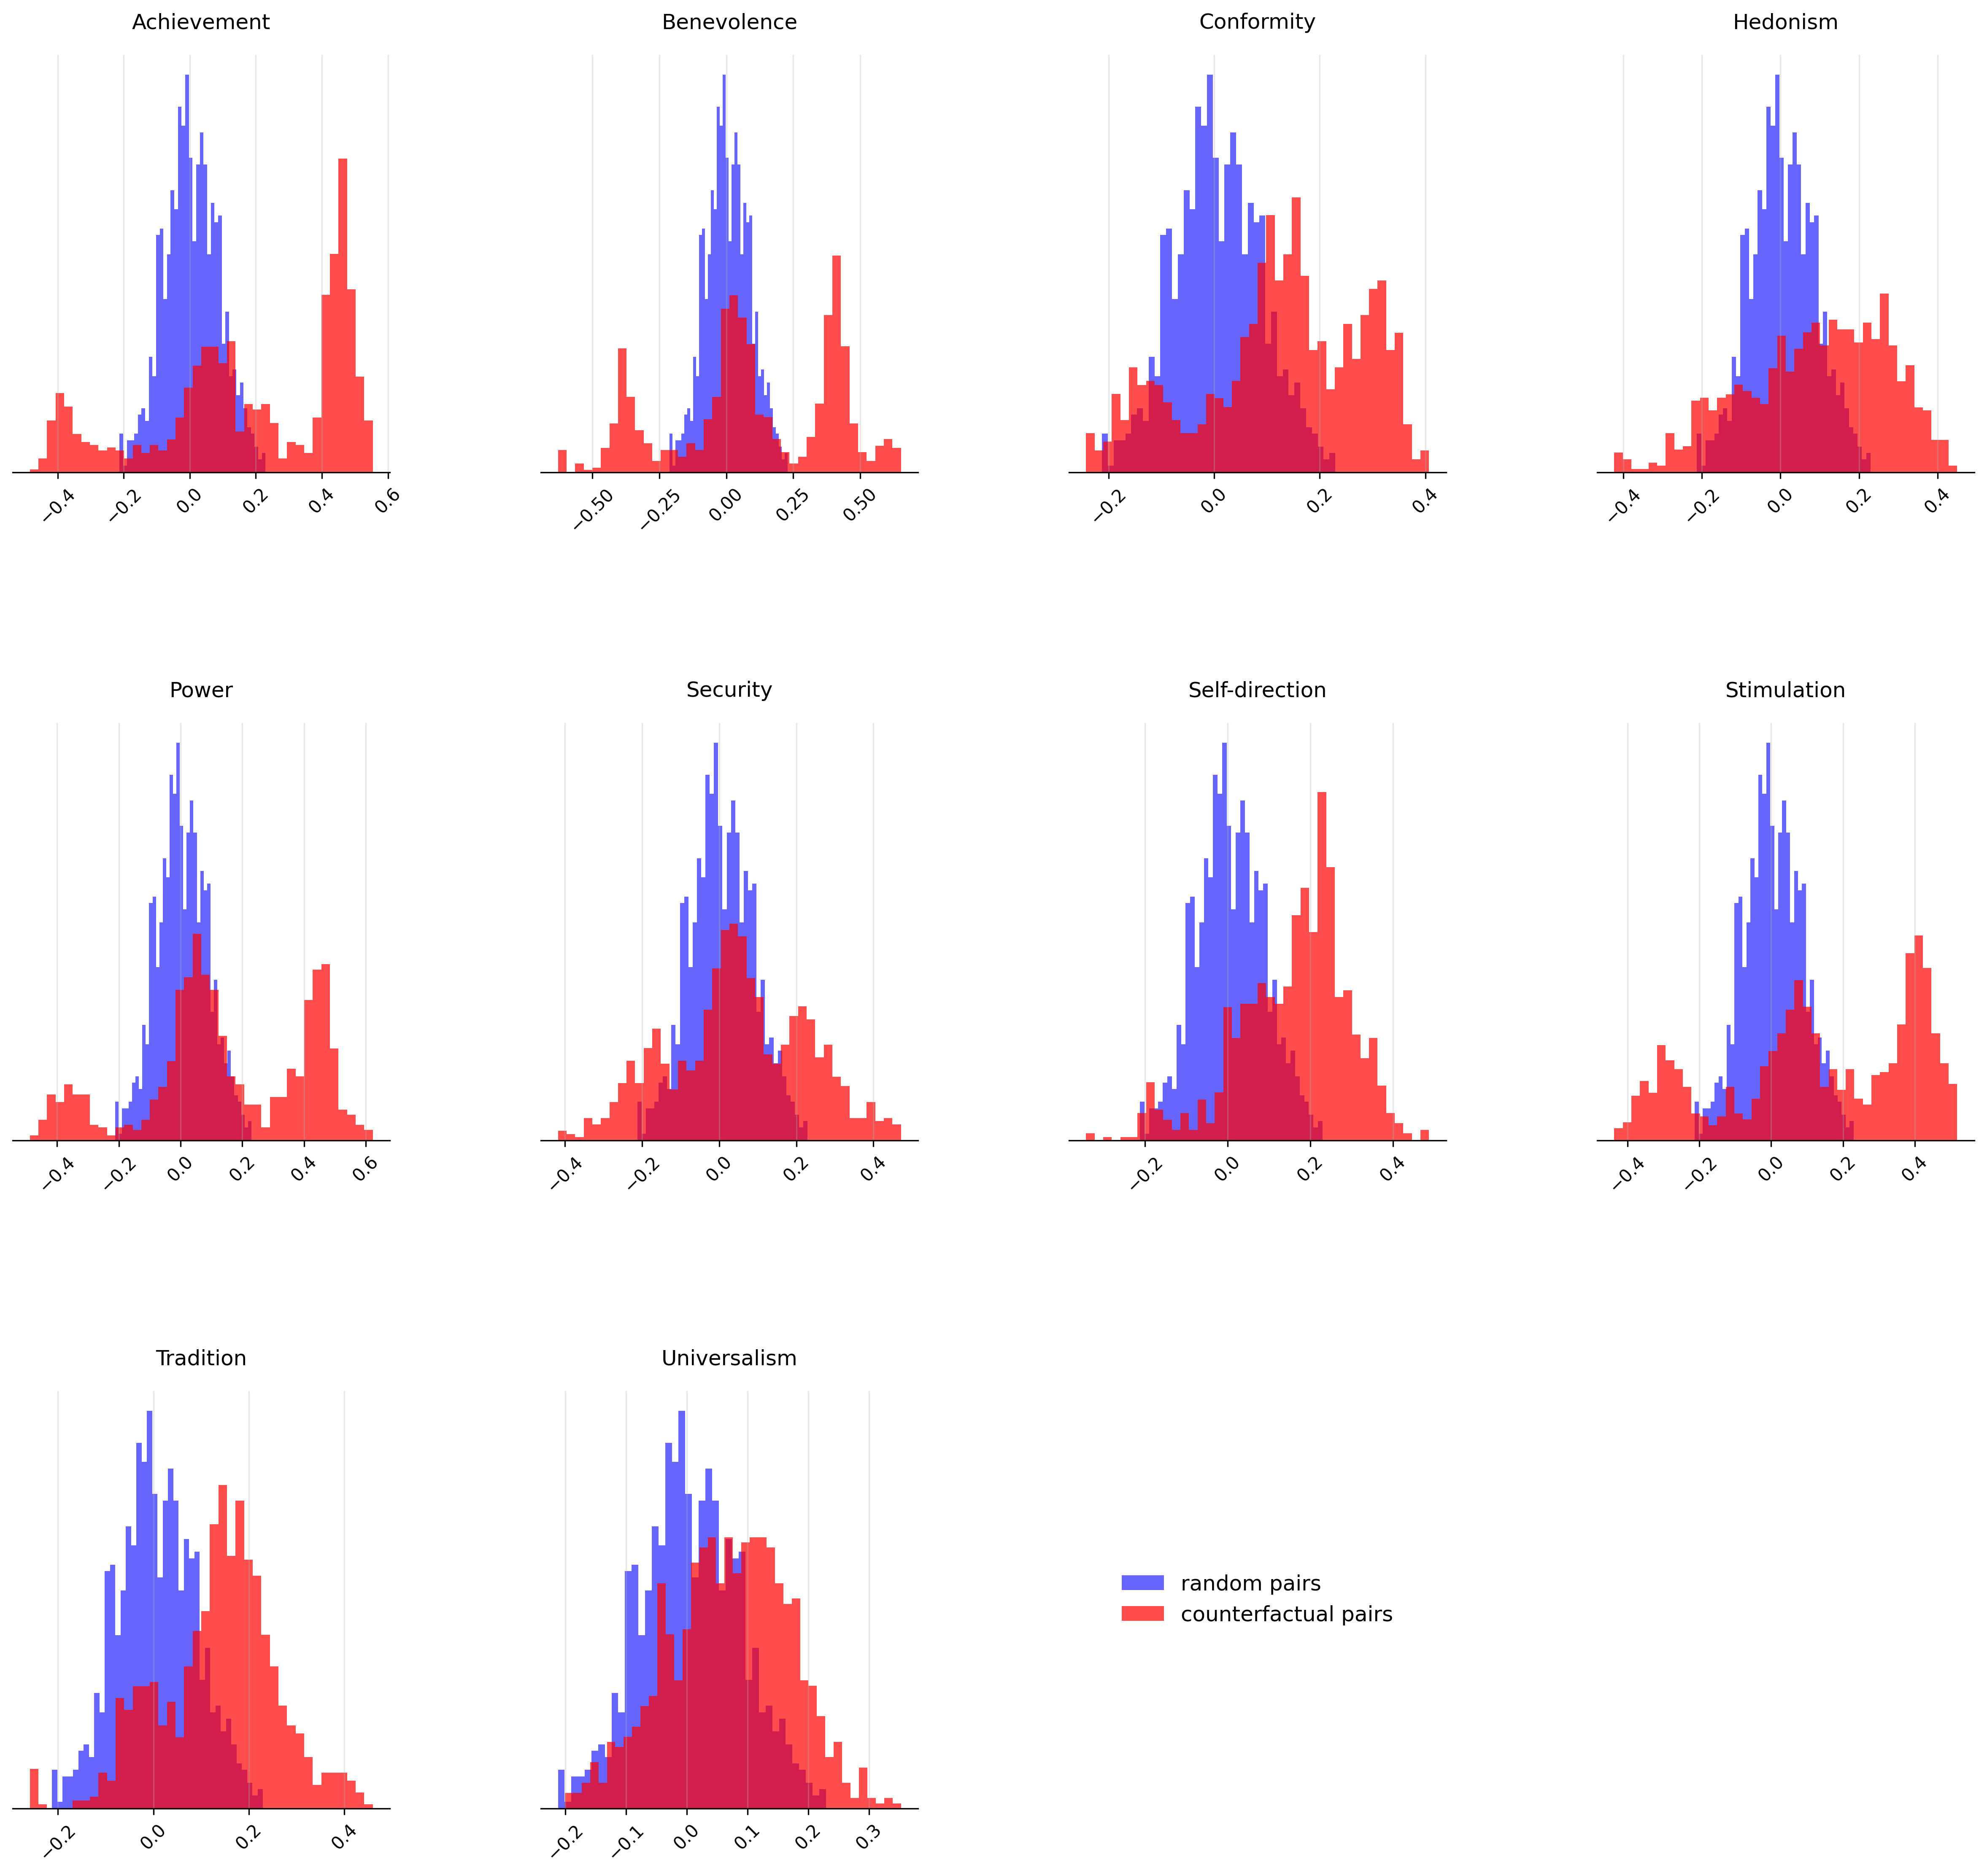 Achievement
Benevolence
Conformity
Hedonism
−0.4 −0.2 0.0 0.2 0.4 0.6
−0.50 −0.25 0.00 0.25 0.50
−0.2 0.0 0.2 0.4
−0.4 −0.2 0.0 0.2 0.4
Power
Security
Self-direction
Stimulation
−0.4 −0.2 0.0 0.2 0.4 0.6
−0.4 −0.2 0.0 0.2 0.4
−0.2 0.0 0.2 0.4
−0.4 −0.2 0.0 0.2 0.4
Tradition
Universalism
random pairs
counterfactual pairs
−0.2 0.0 0.2 0.4
−0.2 −0.1 0.0 0.1 0.2 0.3